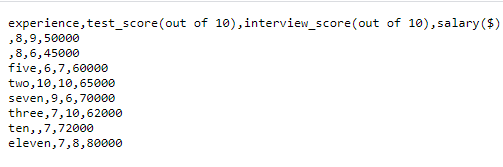 experience,test_score(out of 10),interview_score(out of 10),salary($)
,8,9,50000
,8,6,45000
five,6,7,60000
two,10,10,65000
seven,9,6,70000
three,7,10,62000
ten,,7,72000
eleven,7,8,80000